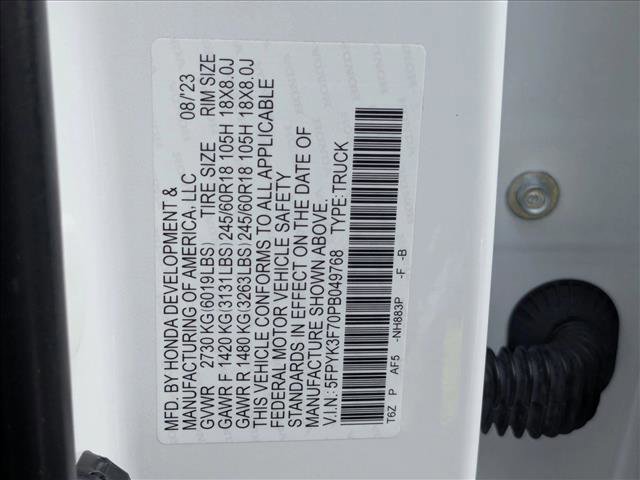 MFD. BY HONDA DEVELOPMENT &
MANUFACTURING OF AMERICA, LLC 08/'23
GVWR 2730 KG(6019LBS) TIRE SIZE RIM SIZE
GAWR F 1420 KG(3131LBS)245/60R18 105H 18X8.0J
GAWR R 1480 KG(3263LBS)245/60R18 105H 18X8.0J
THIS VEHICLE CONFORMS TO ALL APPLICABLE
FEDERAL MOTOR VEHICLE SAFETY
STANDARDS IN EFFECT ON THE DATE OF
MANUFACTURE SHOWN ABOVE.
V.I.N.:5FPYK3F70PB049768 TYPE:TRUCK
T6Z P AF5 -NH883P -F -B